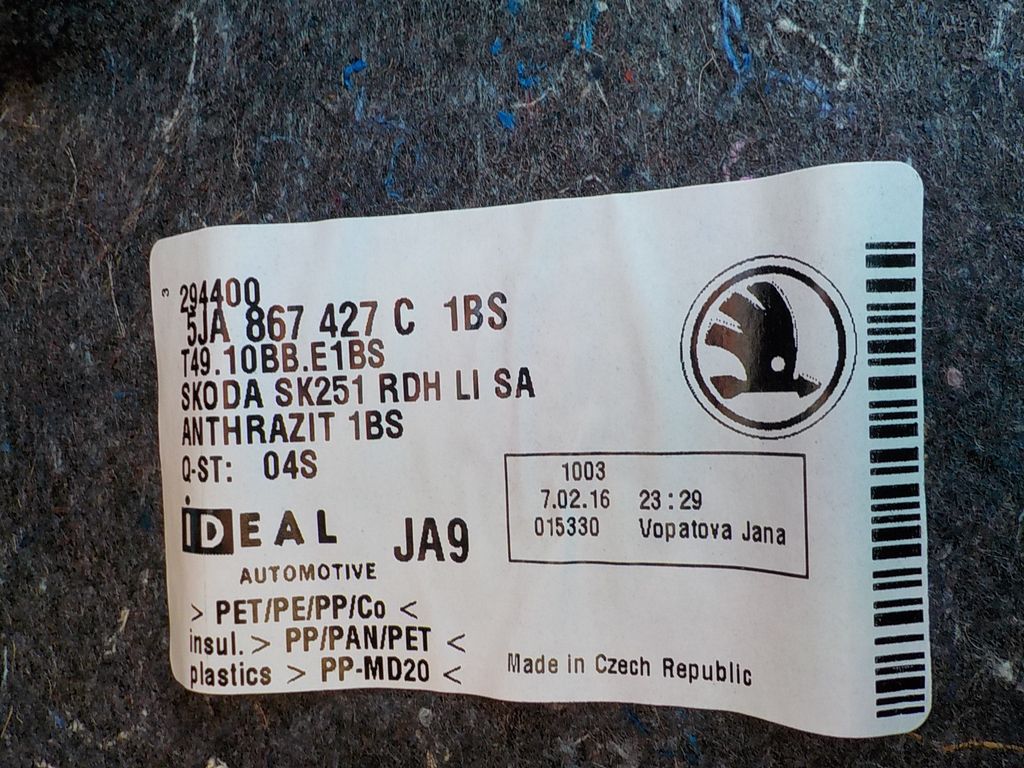 3
294400
5JA 867 427 C 1BS
T49.10BB.E1BS
SKODA SK251 RDH LI SA
ANTHRAZIT 1BS
Q-ST: 04S
iDEAL
AUTOMOTIVE
JA9
1003
7.02.16 23:29
015330 Vopatova Jana
> PET/PE/PP/Co <
insul. > PP/PAN/PET <
plastics > PP-MD20 <
Made in Czech Republic